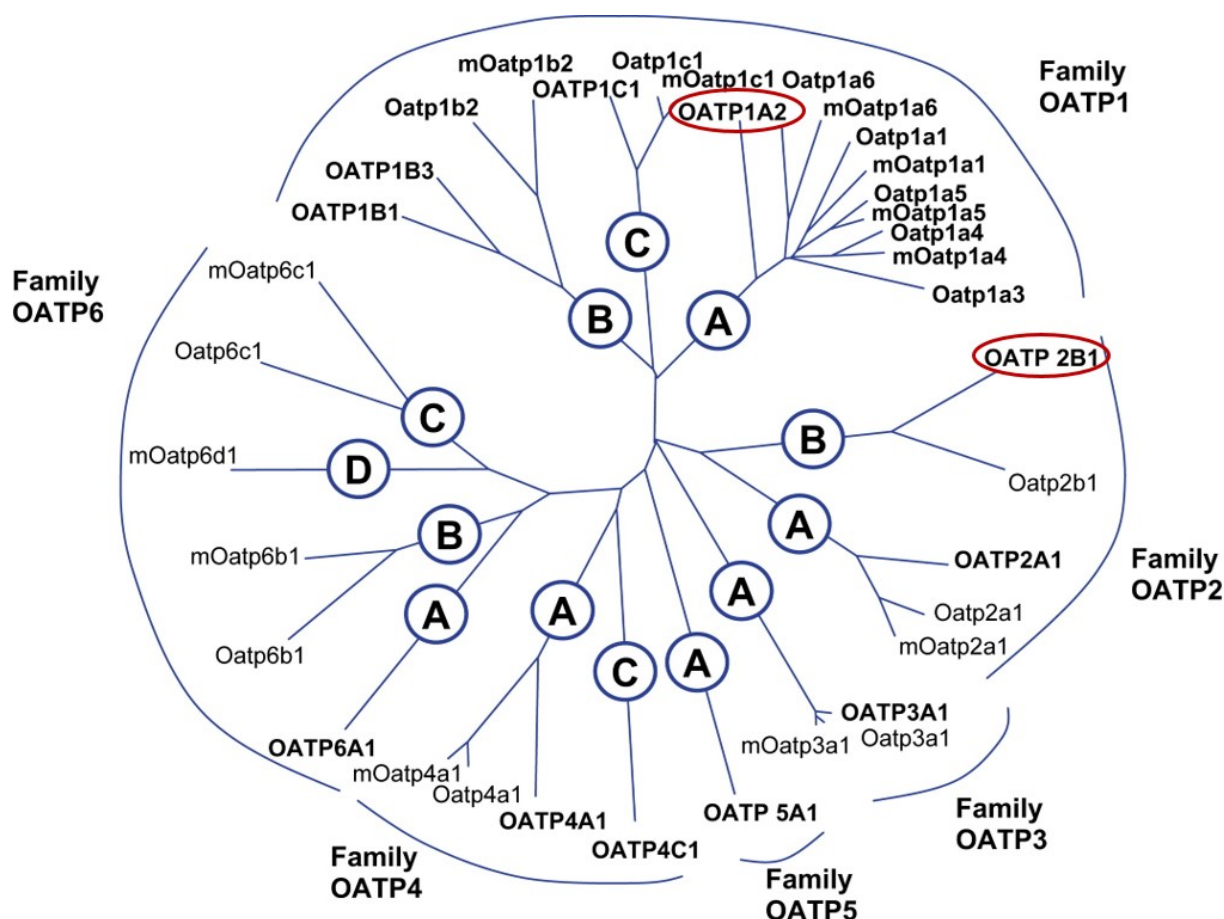 mOatp1b2
Oatp1c1
OATP1C1
mOatp1c1
Oatp1a6
Oatp1b2
OATP1A2
mOatp1a6
Family
OATP1
Oatp1a1
OATP1B3
mOatp1a1
Oatp1a5
OATP1B1
mOatp1a5
Oatp1a4
mOatp1a4
Oatp1a3
C
B
A
Family
OATP6
mOatp6c1
Oatp6c1
C
mOatp6d1
D
mOatp6b1
B
A
Oatp6b1
OATP6A1
OATP 2B1
B
Oatp2b1
A
OATP2A1
Oatp2a1
mOatp2a1
Family
OATP2
A
OATP3A1
mOatp3a1
Oatp3a1
Family
OATP3
A
OATP 5A1
Family
OATP5
A
C
mOatp4a1
Oatp4a1
OATP4A1
OATP4C1
Family
OATP4